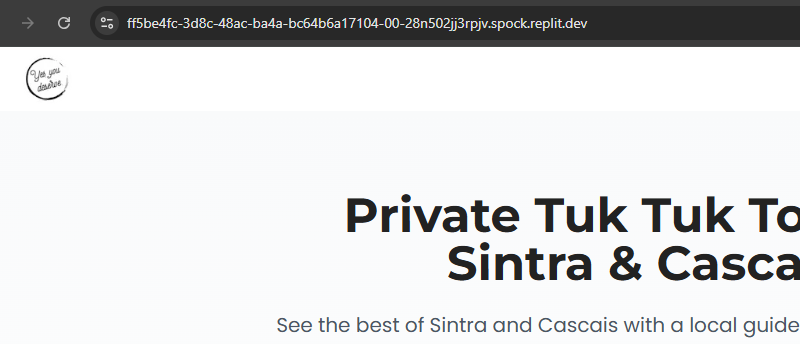 ff5be4fc-3d8c-48ac-ba4a-bc64b6a17104-00-28n502jj3rpjv.spock.replit.dev
Yes you
deserve
Private Tuk Tuk To
Sintra & Casca
See the best of Sintra and Cascais with a local guide